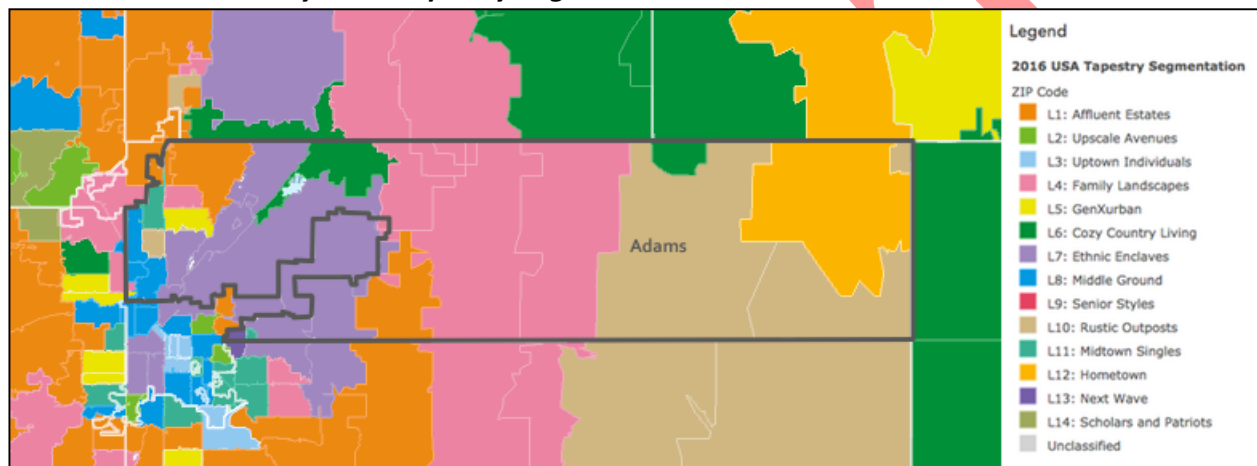 Legend
2016 USA Tapestry Segmentation
ZIP Code
L1: Affluent Estates
L2: Upscale Avenues
L3: Uptown Individuals
L4: Family Landscapes
L5: GenXurban
L6: Cozy Country Living
L7: Ethnic Enclaves
L8: Middle Ground
L9: Senior Styles
L10: Rustic Outposts
L11: Midtown Singles
L12: Hometown
L13: Next Wave
L14: Scholars and Patriots
Unclassified
Adams